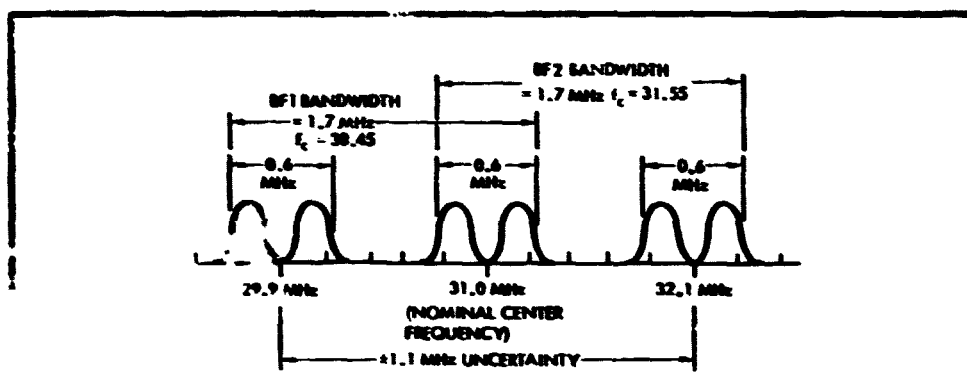 BF2 BANDWIDTH
= 1.7 MHz f_c = 31.55
BF1 BANDWIDTH
= 1.7 MHz
f_c = 30.45
0.6
MHz
0.6
MHz
0.6
MHz
29.9 MHz
31.0 MHz
32.1 MHz
(NOMINAL CENTER
FREQUENCY)
±1.1 MHz UNCERTAINTY